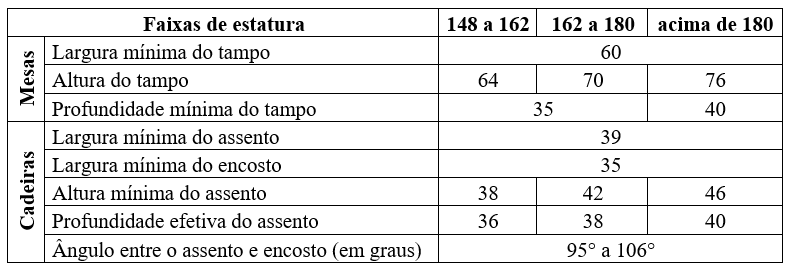 Faixas de estatura 148 a 162 162 a 180 acima de 180
Mesas
Largura mínima do tampo 60
Altura do tampo 64 70 76
Profundidade mínima do tampo 35 40
Cadeiras
Largura mínima do assento 39
Largura mínima do encosto 35
Altura mínima do assento 38 42 46
Profundidade efetiva do assento 36 38 40
Ângulo entre o assento e encosto (em graus) 95° a 106°